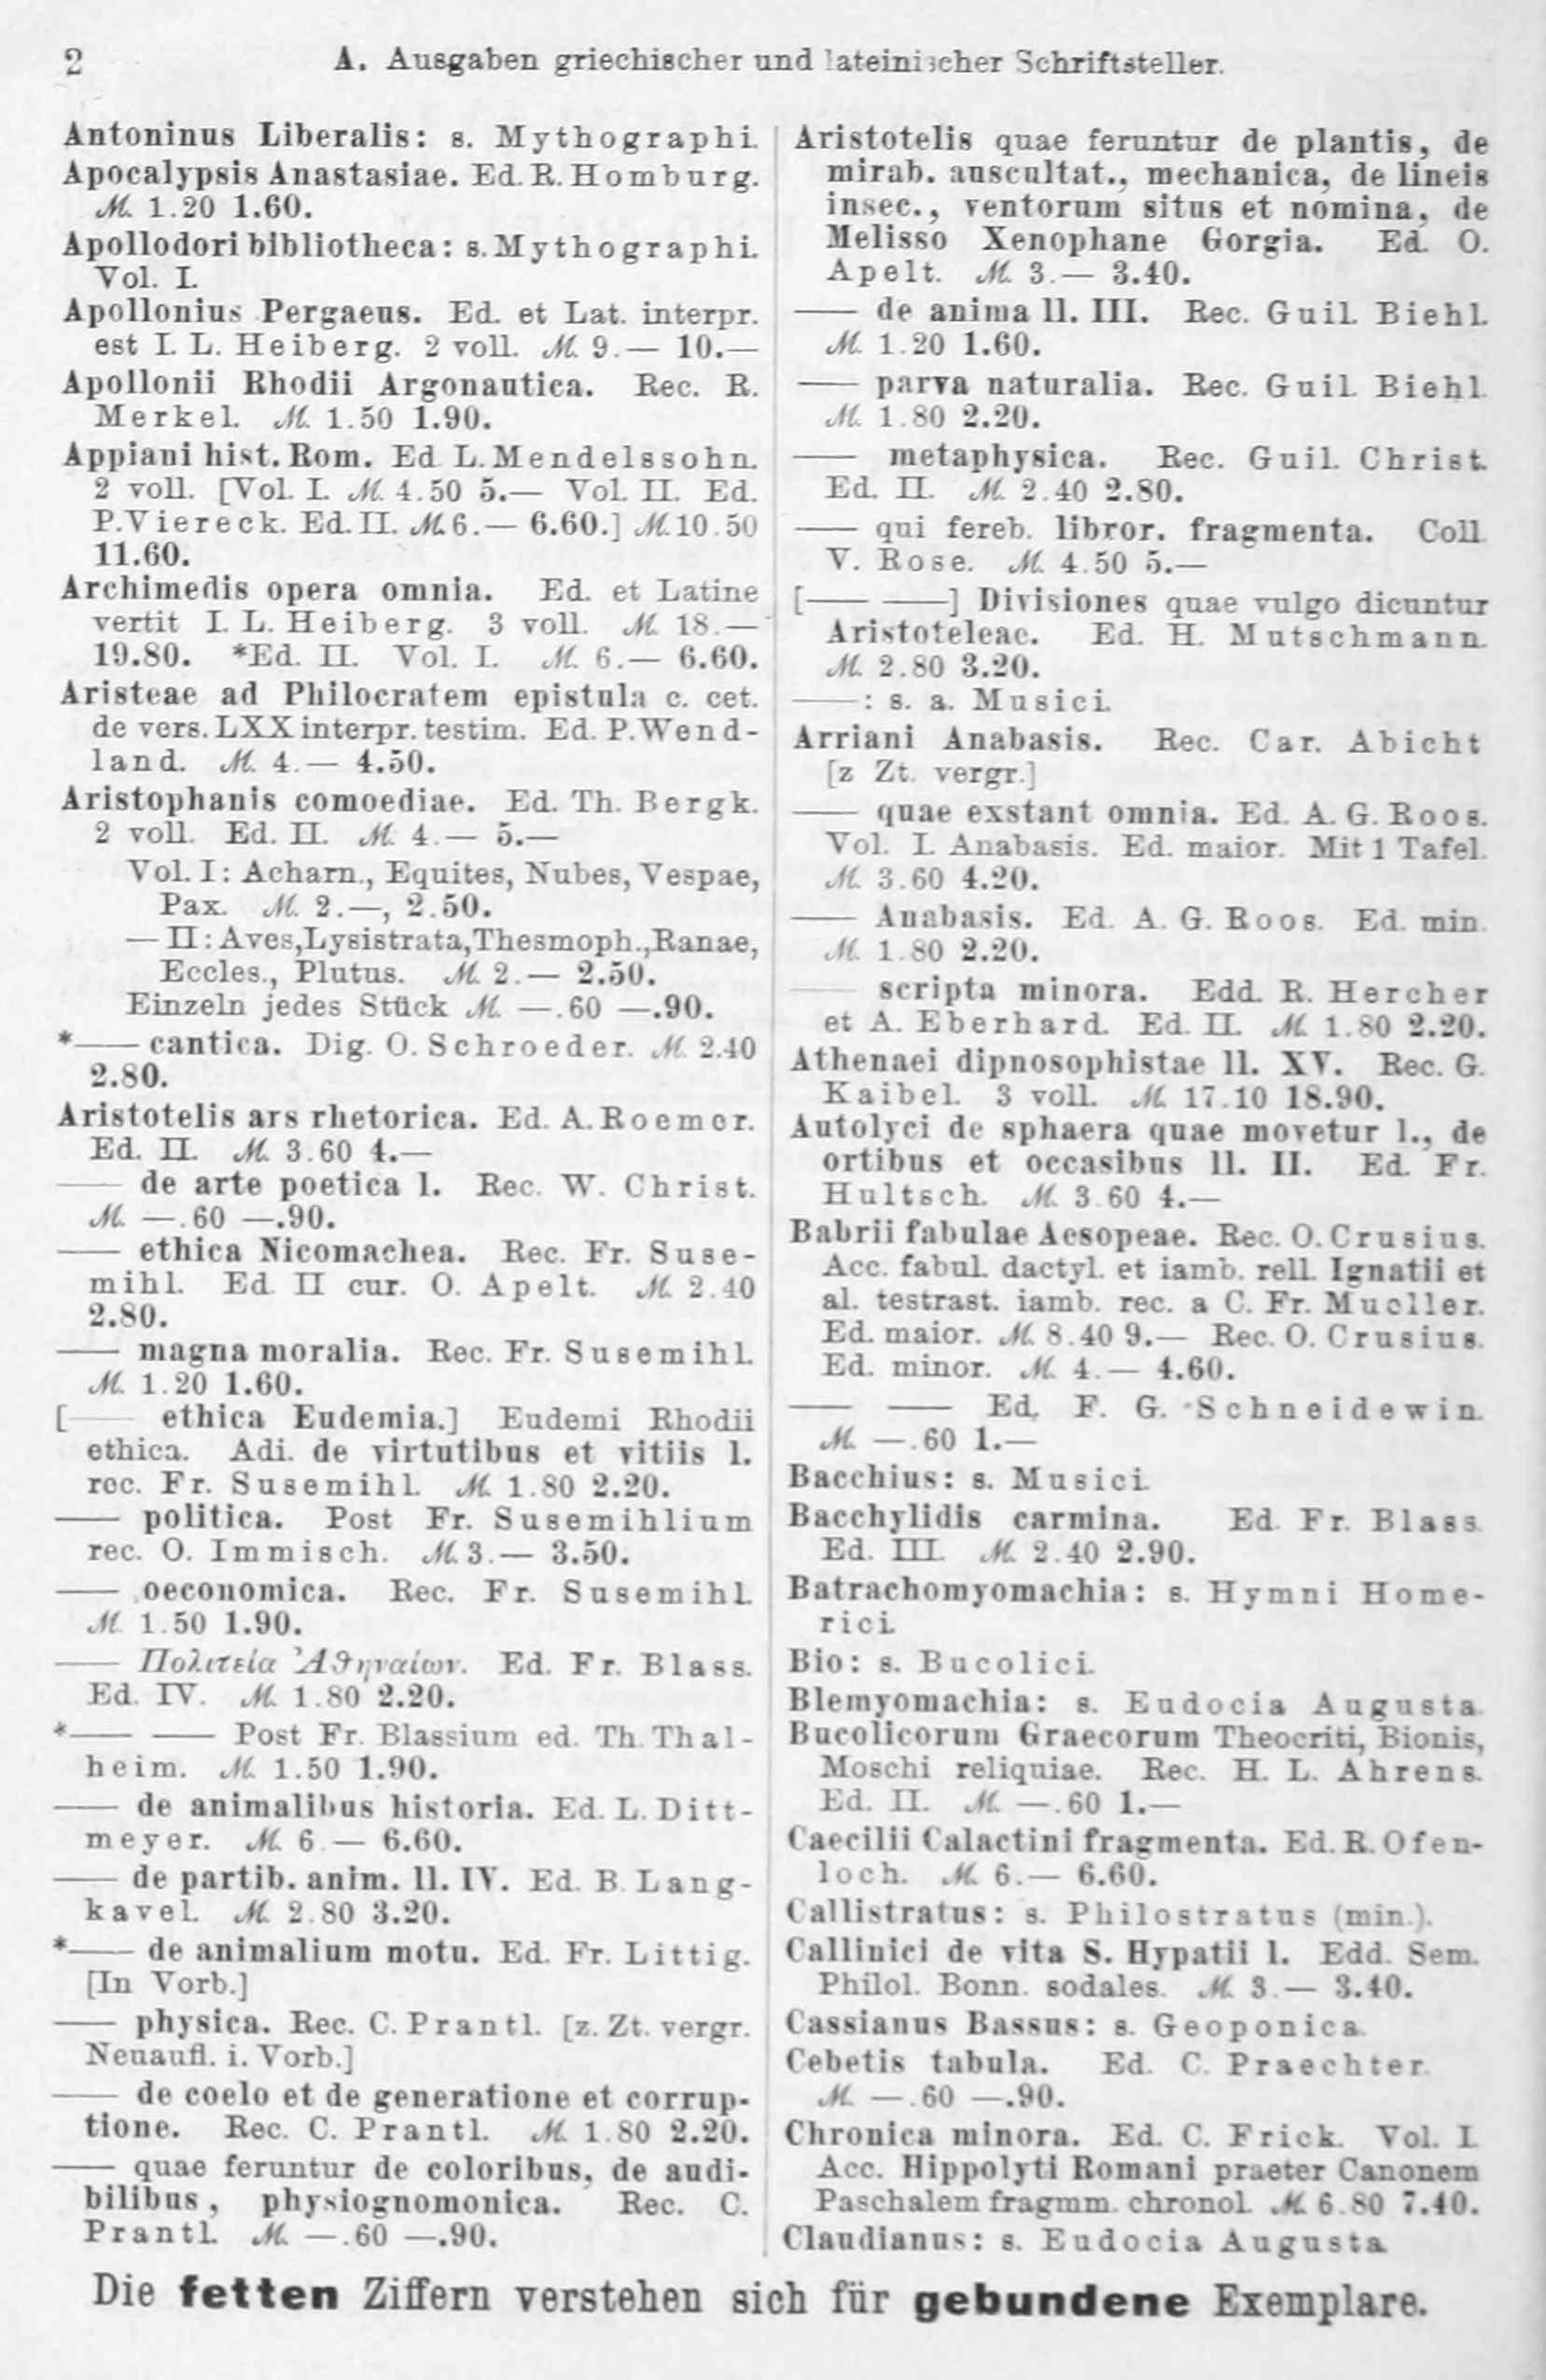 2
A. Ausgaben griechischer und lateinischer Schriftsteller.
Antoninus Liberalis: s. Mythographi.
Apocalypsis Anastasiae. Ed. R. Homburg.
M. 1.20 1.60.
Apollodori bibliotheca: s. Mythographi.
Vol. I.
Apollonius Pergaeus. Ed. et Lat. interpr.
est I. L. Heiberg. 2 voll. M. 9.— 10.—
Apollonii Rhodii Argonautica. Rec. R.
Merkel. M. 1.50 1.90.
Appiani hist. Rom. Ed L. Mendelssohn.
2 voll. [Vol. I. M. 4.50 5.— Vol. II. Ed.
P. Viereck. Ed. II. M. 6.— 6.60.] M. 10.50
11.60.
Archimedis opera omnia. Ed. et Latine
vertit I. L. Heiberg. 3 voll. M. 18.—
19.80. *Ed. II. Vol. I. M. 6.— 6.60.
Aristeae ad Philocratem epistula c. cet.
de vers. LXX interpr. testim. Ed. P. Wend-
land. M. 4.— 4.50.
Aristophanis comoediae. Ed. Th. Bergk.
2 voll. Ed. II. M. 4.— 5.—
Vol. I: Acharn., Equites, Nubes, Vespae,
Pax. M. 2.—, 2.50.
— II: Aves, Lysistrata, Thesmoph., Ranae,
Eccles., Plutus. M. 2.— 2.50.
Einzeln jedes Stück M. —.60 —.90.
*—— cantica. Dig. O. Schroeder. M. 2.40
2.80.
Aristotelis ars rhetorica. Ed. A. Roemer.
Ed. II. M. 3.60 4.—
—— de arte poetica l. Rec. W. Christ.
M. —.60 —.90.
—— ethica Nicomachea. Rec. Fr. Suse-
mihl. Ed. II cur. O. Apelt. M. 2.40
2.80.
—— magna moralia. Rec. Fr. Susemihl.
M. 1.20 1.60.
[—— ethica Eudemia.] Eudemi Rhodii
ethica. Adi. de virtutibus et vitiis l.
rec. Fr. Susemihl. M. 1.80 2.20.
—— politica. Post Fr. Susemihlium
rec. O. Immisch. M. 3.— 3.50.
—— oeconomica. Rec. Fr. Susemihl.
M. 1.50 1.90.
—— Πολιτεία Ἀθηναίων. Ed. Fr. Blass.
Ed. IV. M. 1.80 2.20.
*—— —— Post Fr. Blassium ed. Th. Thal-
heim. M. 1.50 1.90.
—— de animalibus historia. Ed. L. Ditt-
meyer. M. 6.— 6.60.
—— de partib. anim. ll. IV. Ed. B. Lang-
kavel. M. 2.80 3.20.
*—— de animalium motu. Ed. Fr. Littig.
[In Vorb.]
—— physica. Rec. C. Prantl. [z. Zt. vergr.
Neuaufl. i. Vorb.]
—— de coelo et de generatione et corrup-
tione. Rec. C. Prantl. M. 1.80 2.20.
—— quae feruntur de coloribus, de audi-
bilibus, physiognomonica. Rec. C.
Prantl. M. —.60 —.90.
Aristotelis quae feruntur de plantis, de
mirab. auscultat., mechanica, de lineis
insec., ventorum situs et nomina, de
Melisso Xenophane Gorgia. Ed. O.
Apelt. M. 3.— 3.40.
—— de anima ll. III. Rec. Guil. Biehl.
M. 1.20 1.60.
—— parva naturalia. Rec. Guil. Biehl.
M. 1.80 2.20.
—— metaphysica. Rec. Guil. Christ.
Ed. II. M. 2.40 2.80.
—— qui fereb. libror. fragmenta. Coll.
V. Rose. M. 4.50 5.—
[—— ——] Divisiones quae vulgo dicuntur
Aristoteleae. Ed. H. Mutschmann.
M. 2.80 3.20.
——: s. a. Musici.
Arriani Anabasis. Rec. Car. Abicht
[z Zt. vergr.]
—— quae exstant omnia. Ed. A. G. Roos.
Vol. I. Anabasis. Ed. maior. Mit 1 Tafel.
M. 3.60 4.20.
—— Anabasis. Ed. A. G. Roos. Ed. min.
M. 1.80 2.20.
—— scripta minora. Edd. R. Hercher
et A. Eberhard. Ed. II. M. 1.80 2.20.
Athenaei dipnosophistae ll. XV. Rec. G.
Kaibel. 3 voll. M. 17.10 18.90.
Autolyci de sphaera quae movetur l., de
ortibus et occasibus ll. II. Ed. Fr.
Hultsch. M. 3.60 4.—
Babrii fabulae Aesopeae. Rec. O. Crusius.
Acc. fabul. dactyl. et iamb. rell. Ignatii et
al. testrast. iamb. rec. a C. Fr. Mueller.
Ed. maior. M. 8.40 9.— Rec. O. Crusius.
Ed. minor. M. 4.— 4.60.
—— —— Ed. F. G. Schneidewin.
M. —.60 1.—
Bacchius: s. Musici.
Bacchylidis carmina. Ed. Fr. Blass.
Ed. III. M. 2.40 2.90.
Batrachomyomachia: s. Hymni Home-
rici.
Bio: s. Bucolici.
Blemyomachia: s. Eudocia Augusta.
Bucolicorum Graecorum Theocriti, Bionis,
Moschi reliquiae. Rec. H. L. Ahrens.
Ed. II. M. —.60 1.—
Caecilii Calactini fragmenta. Ed. R. Ofen-
loch. M. 6.— 6.60.
Callistratus: s. Philostratus (min.).
Callinici de vita S. Hypatii l. Edd. Sem.
Philol. Bonn. sodales. M. 3.— 3.40.
Cassianus Bassus: s. Geoponica.
Cebetis tabula. Ed. C. Praechter.
M. —.60 —.90.
Chronica minora. Ed. C. Frick. Vol. I.
Acc. Hippolyti Romani praeter Canonem
Paschalem fragmm. chronol. M. 6.80 7.40.
Claudianus: s. Eudocia Augusta.
Die fetten Ziffern verstehen sich für gebundene Exemplare.